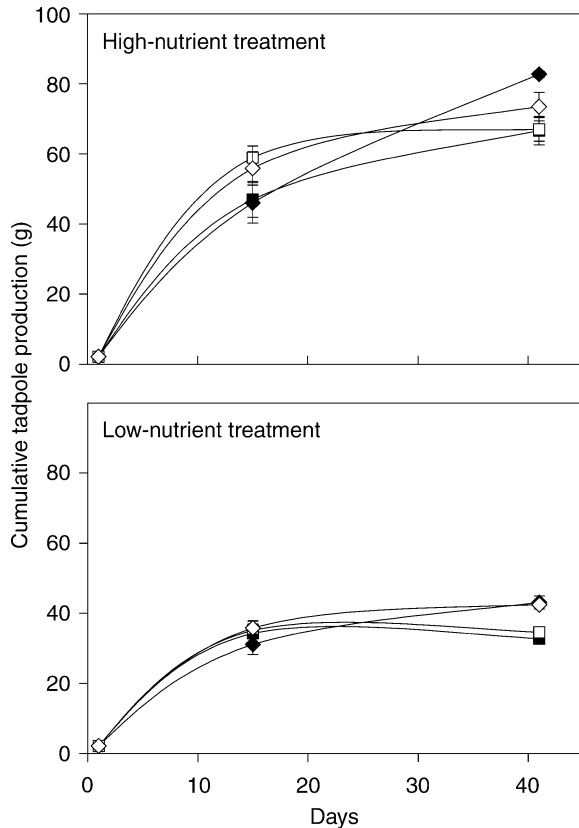 100
High-nutrient treatment
80
60
40
20
0
Cumulative tadpole production (g)
Low-nutrient treatment
80
60
40
20
0
0 10 20 30 40
Days